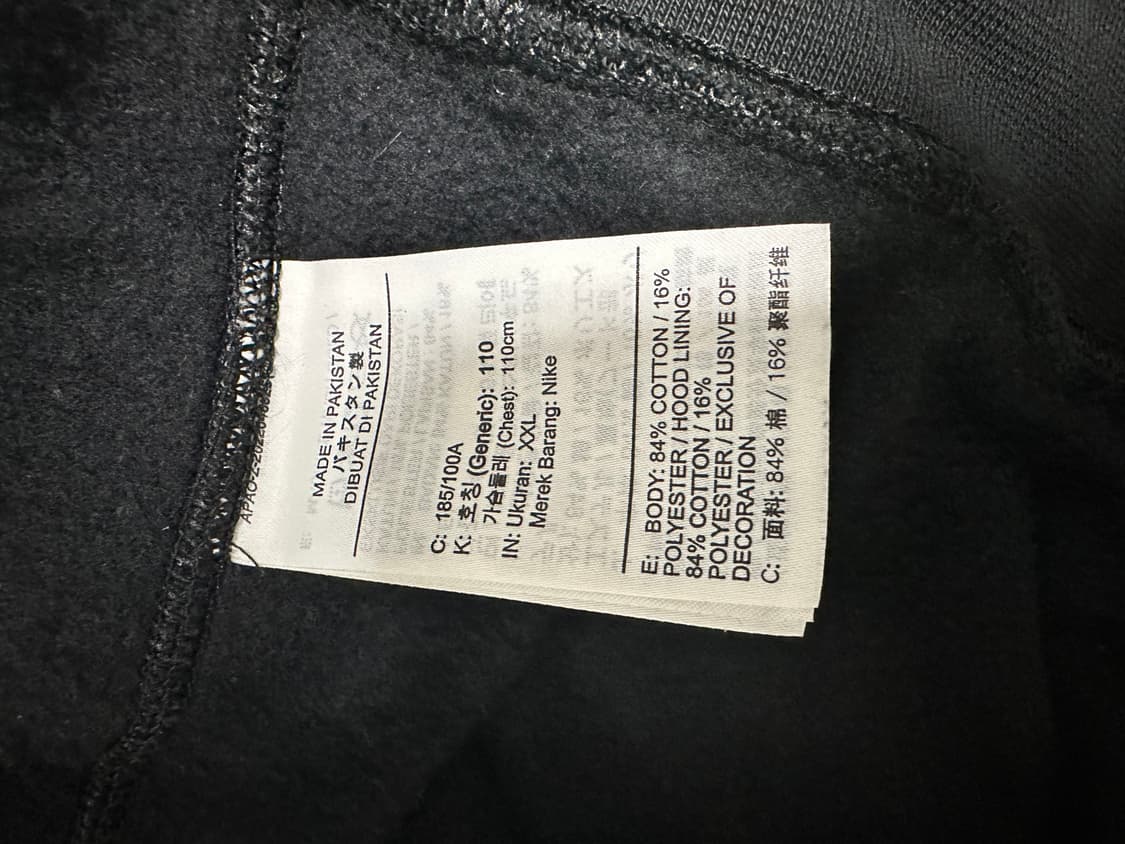 MADE IN PAKISTAN
パキスタン製
DIBUAT DI PAKISTAN
C: 185/100A
K: 호칭 (Generic): 110
가슴둘레 (Chest): 110cm
IN: Ukuran: XXL
Merek Barang: Nike
E: BODY: 84% COTTON / 16%
POLYESTER / HOOD LINING:
84% COTTON / 16%
POLYESTER / EXCLUSIVE OF
DECORATION
C: 面料: 84% 棉 / 16% 聚酯纤维